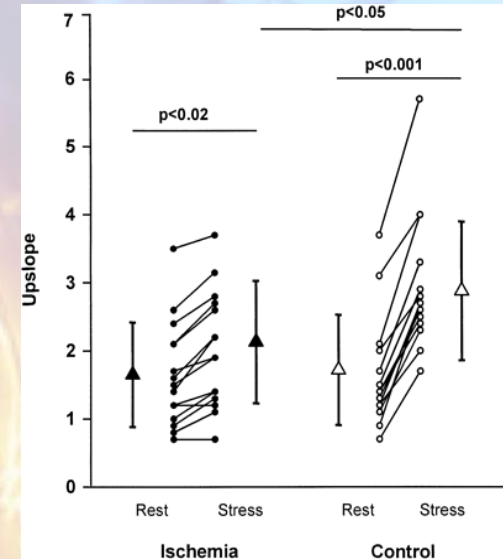 p<0.05
p<0.001
p<0.02
7
6
5
4
3
2
1
0
Upslope
Rest Stress Rest Stress
Ischemia Control